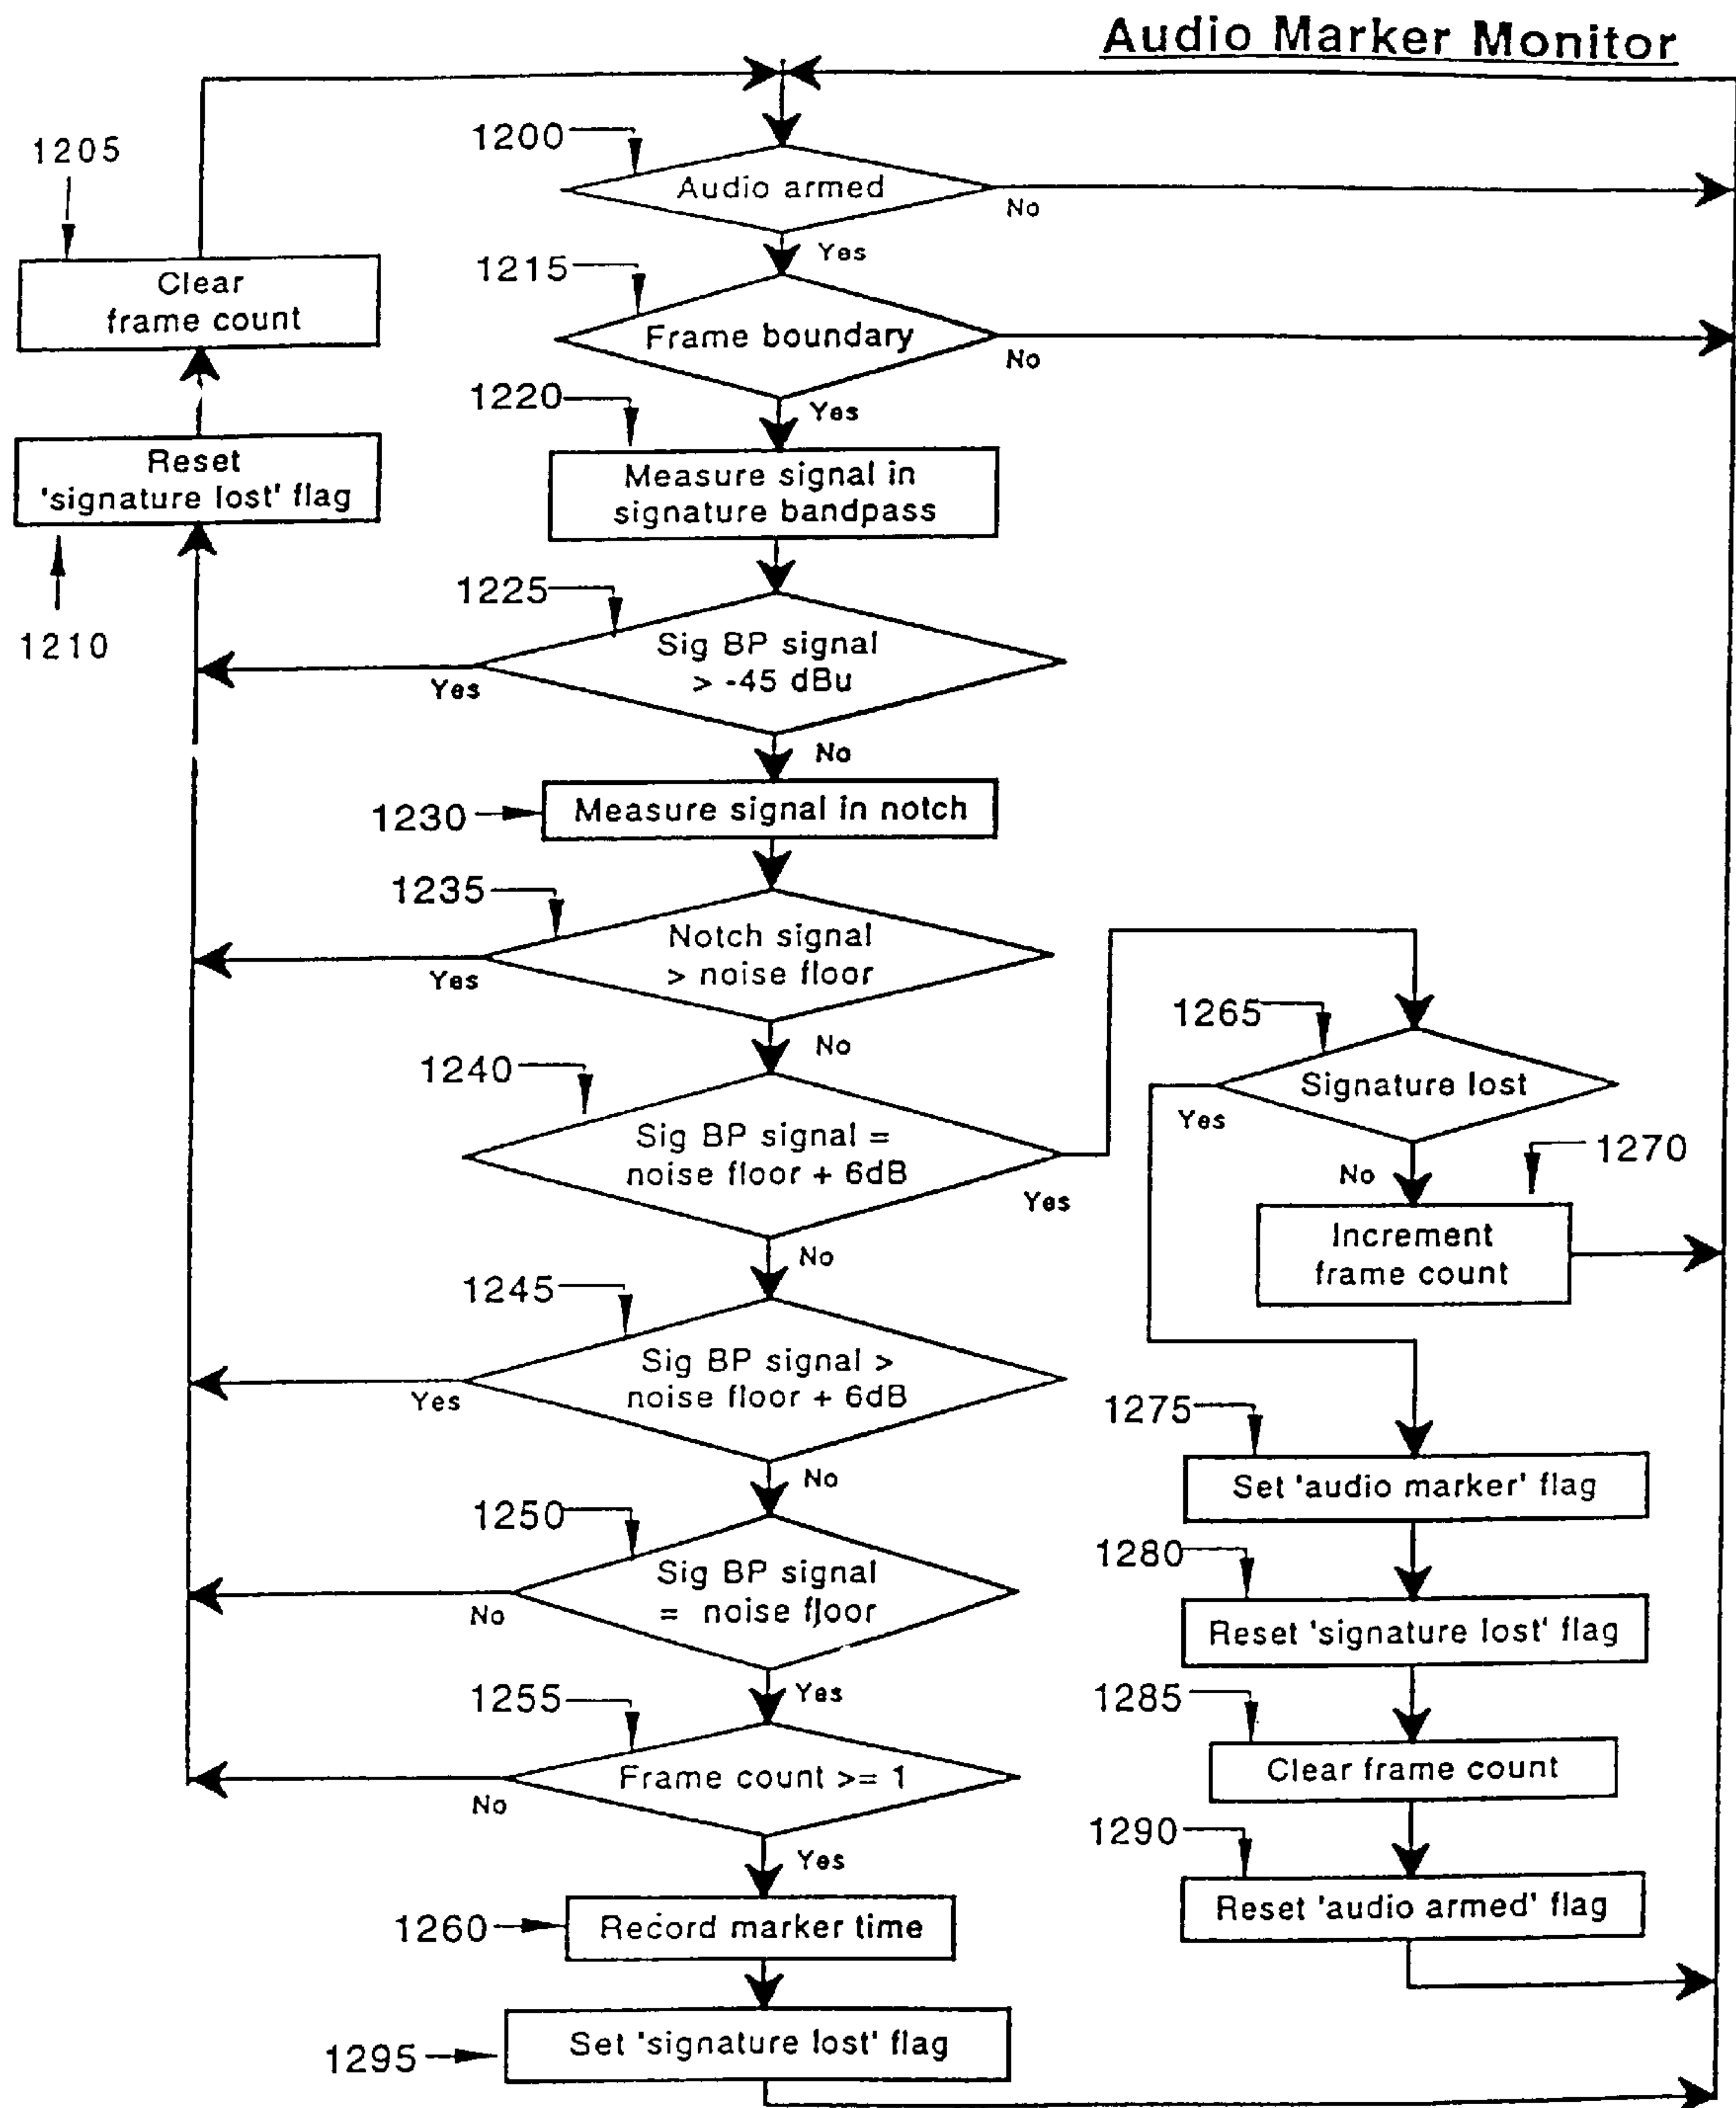 Audio Marker Monitor
1200
Audio armed
No
Yes
1205
Clear
frame count
1215
Frame boundary
No
Yes
1210
Reset
'signature lost' flag
1220
Measure signal in
signature bandpass
1225
Sig BP signal
> -45 dBu
Yes
No
1230
Measure signal in notch
1235
Notch signal
> noise floor
Yes
No
1240
Sig BP signal =
noise floor + 6dB
Yes
No
1245
Sig BP signal >
noise floor + 6dB
Yes
No
1250
Sig BP signal
= noise floor
No
Yes
1255
Frame count >= 1
No
Yes
1260
Record marker time
1295
Set 'signature lost' flag
1265
Signature lost
Yes
No
1270
Increment
frame count
1275
Set 'audio marker' flag
1280
Reset 'signature lost' flag
1285
Clear frame count
1290
Reset 'audio armed' flag